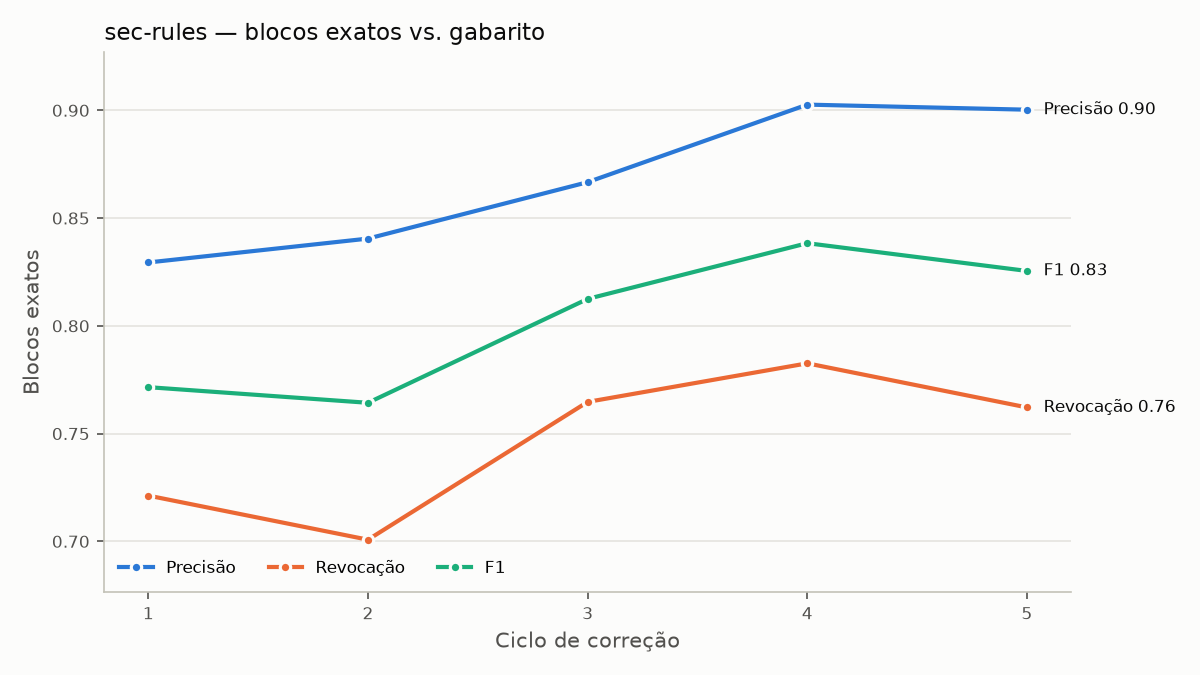 sec-rules — blocos exatos vs. gabarito
0.90
0.85
0.80
0.75
0.70
Blocos exatos
Precisão 0.90
F1 0.83
Revocação 0.76
Precisão Revocação F1
1 2 3 4 5
Ciclo de correção